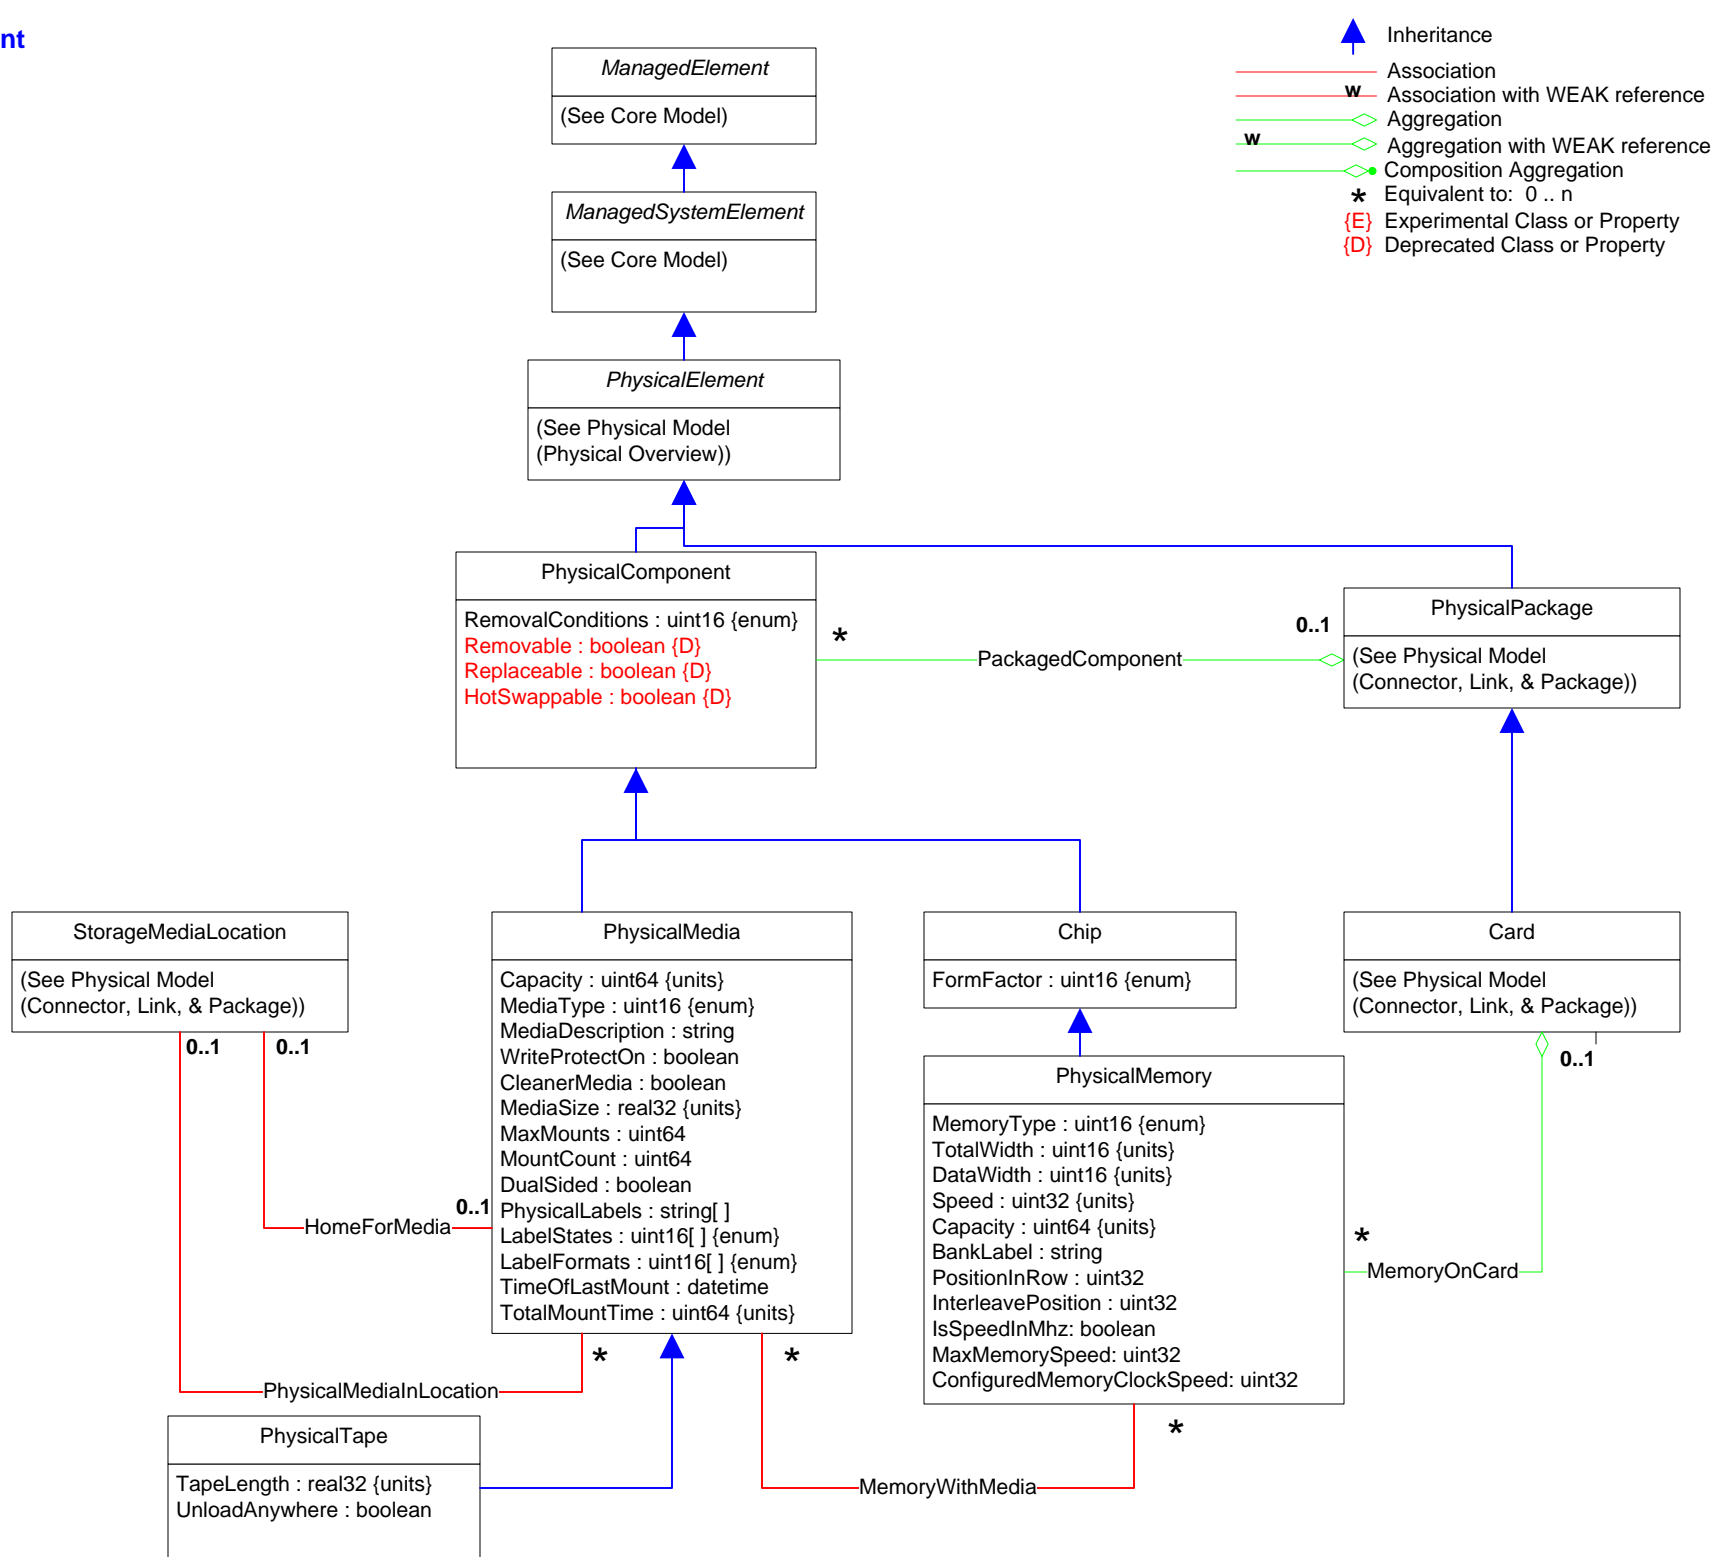 nt
Inheritance
Association
w
Association with WEAK reference
Aggregation
w
Aggregation with WEAK reference
Composition Aggregation
* Equivalent to: 0 .. n
{E} Experimental Class or Property
{D} Deprecated Class or Property
ManagedElement
(See Core Model)
ManagedSystemElement
(See Core Model)
PhysicalElement
(See Physical Model
(Physical Overview))
PhysicalComponent
RemovalConditions : uint16 {enum}
Removable : boolean {D}
Replaceable : boolean {D}
HotSwappable : boolean {D}
*
PackagedComponent
0..1
PhysicalPackage
(See Physical Model
(Connector, Link, & Package))
StorageMediaLocation
(See Physical Model
(Connector, Link, & Package))
0..1
0..1
HomeForMedia
0..1
PhysicalMedia
Capacity : uint64 {units}
MediaType : uint16 {enum}
MediaDescription : string
WriteProtectOn : boolean
CleanerMedia : boolean
MediaSize : real32 {units}
MaxMounts : uint64
MountCount : uint64
DualSided : boolean
PhysicalLabels : string[ ]
LabelStates : uint16[ ] {enum}
LabelFormats : uint16[ ] {enum}
TimeOfLastMount : datetime
TotalMountTime : uint64 {units}
*
*
PhysicalMediaInLocation
Chip
FormFactor : uint16 {enum}
PhysicalMemory
MemoryType : uint16 {enum}
TotalWidth : uint16 {units}
DataWidth : uint16 {units}
Speed : uint32 {units}
Capacity : uint64 {units}
BankLabel : string
PositionInRow : uint32
InterleavePosition : uint32
IsSpeedInMhz: boolean
MaxMemorySpeed: uint32
ConfiguredMemoryClockSpeed: uint32
*
Card
(See Physical Model
(Connector, Link, & Package))
0..1
*
MemoryOnCard
PhysicalTape
TapeLength : real32 {units}
UnloadAnywhere : boolean
MemoryWithMedia